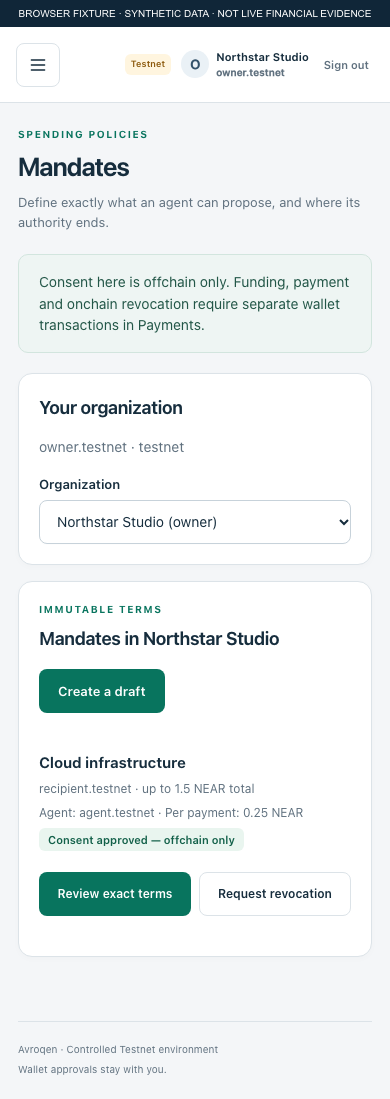 BROWSER FIXTURE · SYNTHETIC DATA · NOT LIVE FINANCIAL EVIDENCE
Testnet
O
Northstar Studio
owner.testnet
Sign out
SPENDING POLICIES
Mandates
Define exactly what an agent can propose, and where its
authority ends.
Consent here is offchain only. Funding, payment
and onchain revocation require separate wallet
transactions in Payments.
Your organization
owner.testnet · testnet
Organization
Northstar Studio (owner)
IMMUTABLE TERMS
Mandates in Northstar Studio
Create a draft
Cloud infrastructure
recipient.testnet · up to 1.5 NEAR total
Agent: agent.testnet · Per payment: 0.25 NEAR
Consent approved — offchain only
Review exact terms
Request revocation
Avroqen · Controlled Testnet environment
Wallet approvals stay with you.